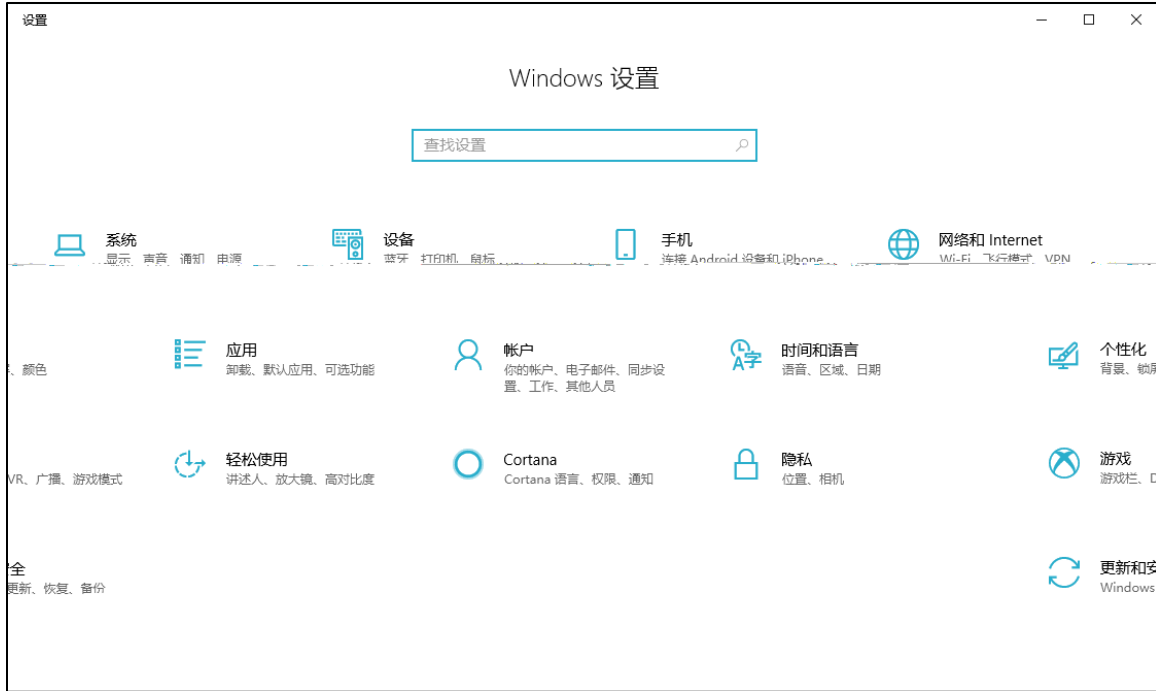 设置
Windows 设置
查找设置
系统
显示、声音、通知、电源
设备
蓝牙、打印机、鼠标
手机
连接 Android 设备和 iPhone
网络和 Internet
Wi-Fi、飞行模式、VPN
、颜色
应用
卸载、默认应用、可选功能
帐户
你的帐户、电子邮件、同步设
置、工作、其他人员
时间和语言
语音、区域、日期
个性化
背景、锁屏
VR、广播、游戏模式
轻松使用
讲述人、放大镜、高对比度
Cortana
Cortana 语言、权限、通知
隐私
位置、相机
游戏
游戏栏、D
全
更新、恢复、备份
更新和安
Windows